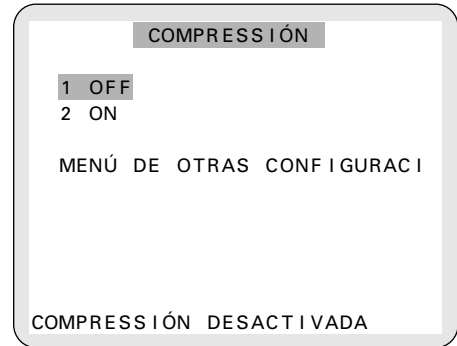 COMPRESSIÓN
1 OFF
2 ON
MENÚ DE OTRAS CONFIGURACI
COMPRESSIÓN DESACTIVADA